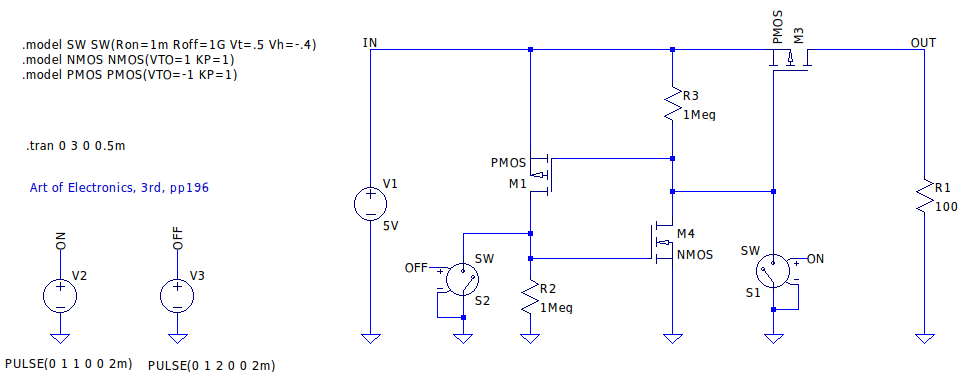 .model SW SW(Ron=1m Roff=1G Vt=.5 Vh=-.4)
.model NMOS NMOS(VTO=1 KP=1)
.model PMOS PMOS(VTO=-1 KP=1)
.tran 0 3 0 0.5m
Art of Electronics, 3rd, pp196
ON
V2
+
−
PULSE(0 1 1 0 0 2m)
OFF
V3
+
−
PULSE(0 1 2 0 0 2m)
IN
V1
+
−
5V
PMOS
M1
R3
1Meg
PMOS
M3
OUT
R1
100
M4
NMOS
OFF
+
−
SW
S2
R2
1Meg
SW
S1
+
−
ON